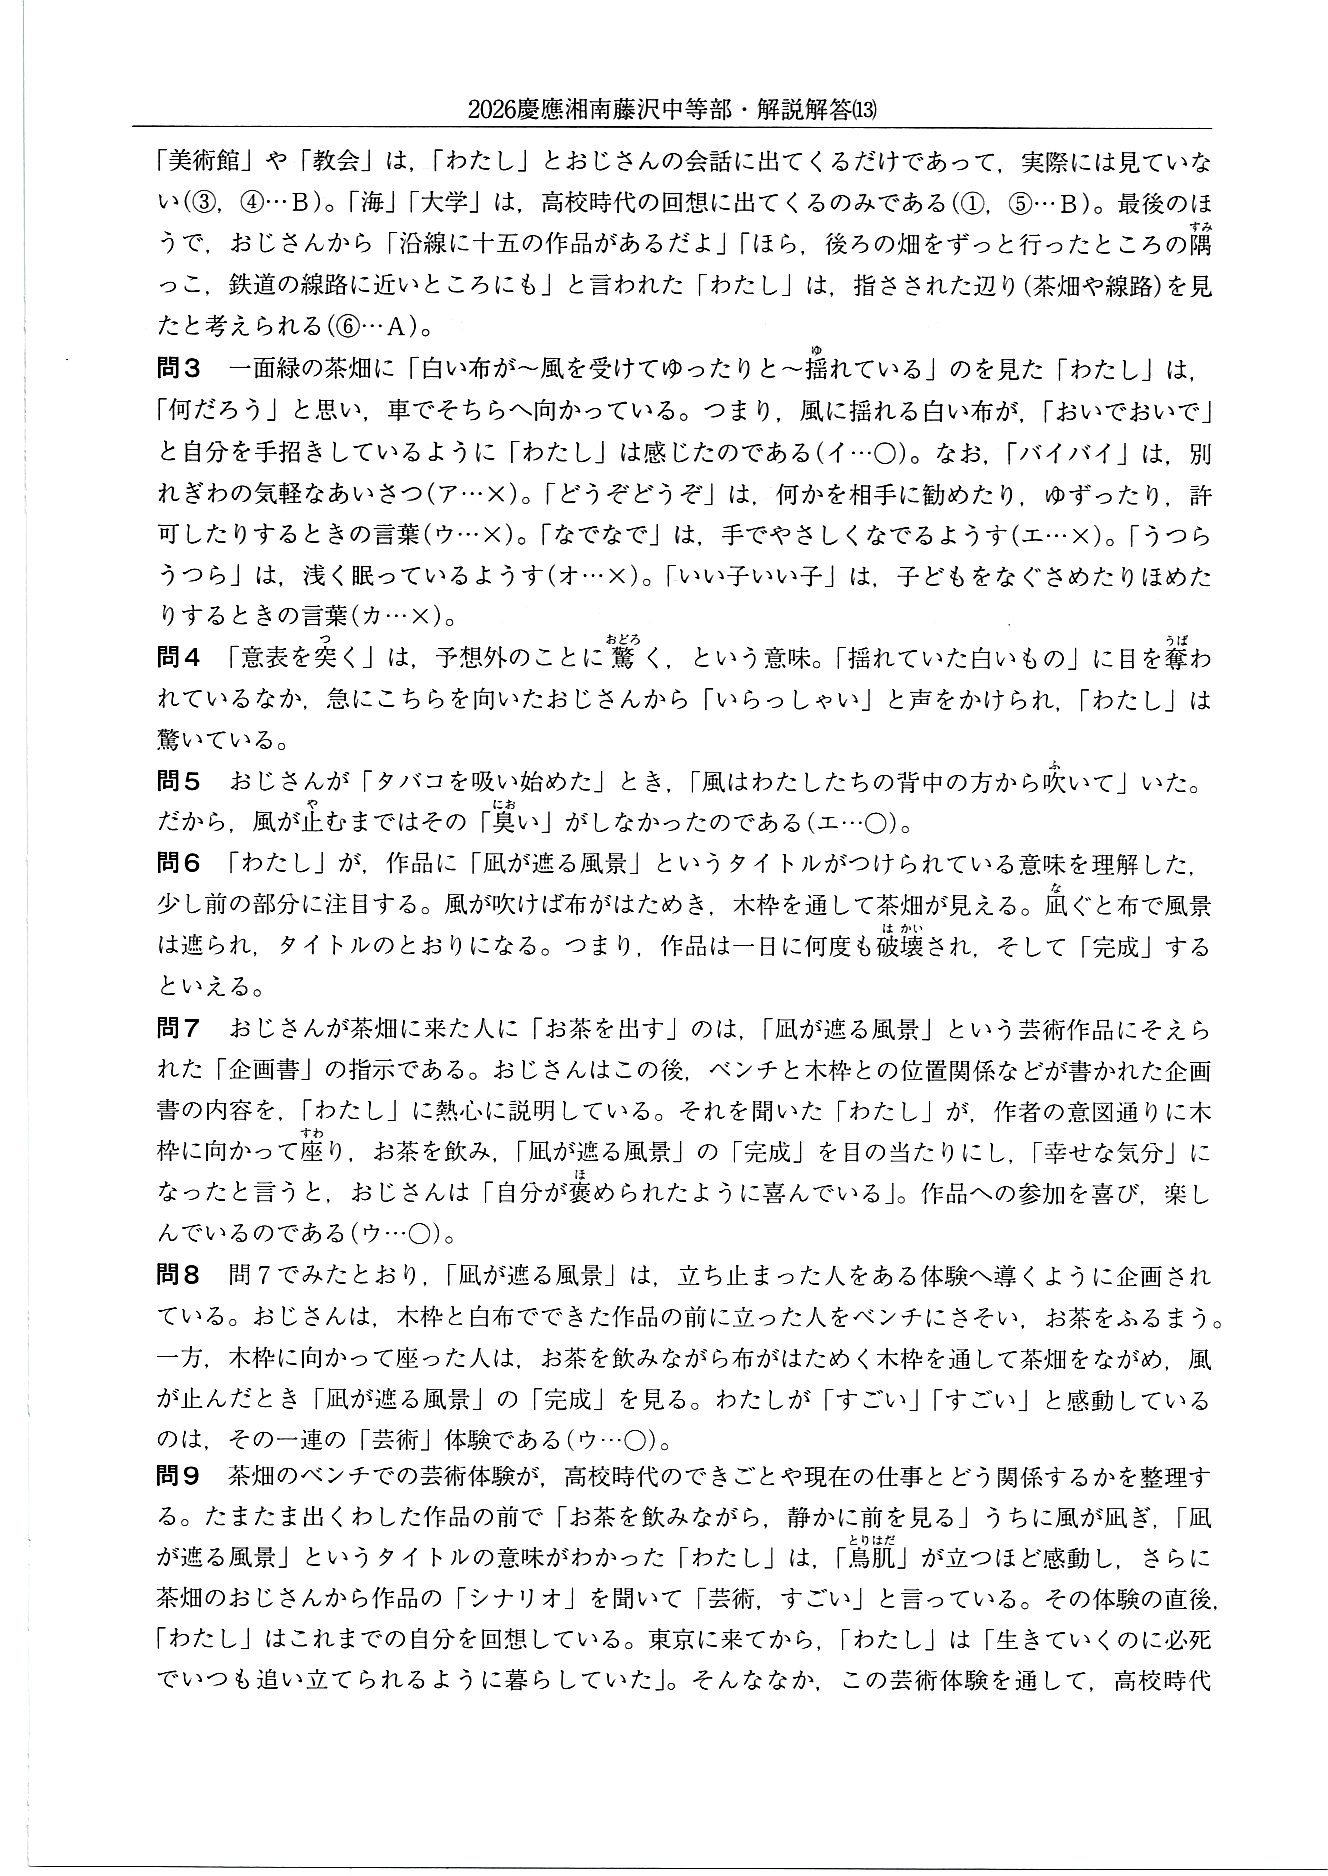 2026慶應湘南藤沢中等部・解説解答⒀
「美術館」や「教会」は，「わたし」とおじさんの会話に出てくるだけであって，実際には見ていな
い(③，④…Ｂ)。「海」「大学」は，高校時代の回想に出てくるのみである(①，⑤…Ｂ)。最後のほ
うで，おじさんから「沿線に十五の作品があるだよ」「ほら，後ろの畑をずっと行ったところの隅
っこ，鉄道の線路に近いところにも」と言われた「わたし」は，指さされた辺り(茶畑や線路)を見
たと考えられる(⑥…Ａ)。
問３　一面緑の茶畑に「白い布が～風を受けてゆったりと～揺れている」のを見た「わたし」は，
「何だろう」と思い，車でそちらへ向かっている。つまり，風に揺れる白い布が，「おいでおいで」
と自分を手招きしているように「わたし」は感じたのである(イ…○)。なお，「バイバイ」は，別
れぎわの気軽なあいさつ(ア…×)。「どうぞどうぞ」は，何かを相手に勧めたり，ゆずったり，許
可したりするときの言葉(ウ…×)。「なでなで」は，手でやさしくなでるようす(エ…×)。「うつら
うつら」は，浅く眠っているようす(オ…×)。「いい子いい子」は，子どもをなぐさめたりほめた
りするときの言葉(カ…×)。
問４　「意表を突く」は，予想外のことに驚く，という意味。「揺れていた白いもの」に目を奪わ
れているなか，急にこちらを向いたおじさんから「いらっしゃい」と声をかけられ，「わたし」は
驚いている。
問５　おじさんが「タバコを吸い始めた」とき，「風はわたしたちの背中の方から吹いて」いた。
だから，風が止むまではその「臭い」がしなかったのである(エ…○)。
問６　「わたし」が，作品に「凪が遮る風景」というタイトルがつけられている意味を理解した，
少し前の部分に注目する。風が吹けば布がはためき，木枠を通して茶畑が見える。凪ぐと布で風景
は遮られ，タイトルのとおりになる。つまり，作品は一日に何度も破壊され，そして「完成」する
といえる。
問７　おじさんが茶畑に来た人に「お茶を出す」のは，「凪が遮る風景」という芸術作品にそえら
れた「企画書」の指示である。おじさんはこの後，ベンチと木枠との位置関係などが書かれた企画
書の内容を，「わたし」に熱心に説明している。それを聞いた「わたし」が，作者の意図通りに木
枠に向かって座り，お茶を飲み，「凪が遮る風景」の「完成」を目の当たりにし，「幸せな気分」に
なったと言うと，おじさんは「自分が褒められたように喜んでいる」。作品への参加を喜び，楽し
んでいるのである(ウ…○)。
問８　問７でみたとおり，「凪が遮る風景」は，立ち止まった人をある体験へ導くように企画され
ている。おじさんは，木枠と白布でできた作品の前に立った人をベンチにさそい，お茶をふるまう。
一方，木枠に向かって座った人は，お茶を飲みながら布がはためく木枠を通して茶畑をながめ，風
が止んだとき「凪が遮る風景」の「完成」を見る。わたしが「すごい」「すごい」と感動している
のは，その一連の「芸術」体験である(ウ…○)。
問９　茶畑のベンチでの芸術体験が，高校時代のできごとや現在の仕事とどう関係するかを整理す
る。たまたま出くわした作品の前で「お茶を飲みながら，静かに前を見る」うちに風が凪ぎ，「凪
が遮る風景」というタイトルの意味がわかった「わたし」は，「鳥肌」が立つほど感動し，さらに
茶畑のおじさんから作品の「シナリオ」を聞いて「芸術，すごい」と言っている。その体験の直後，
「わたし」はこれまでの自分を回想している。東京に来てから，「わたし」は「生きていくのに必死
でいつも追い立てられるように暮らしていた」。そんななか，この芸術体験を通して，高校時代